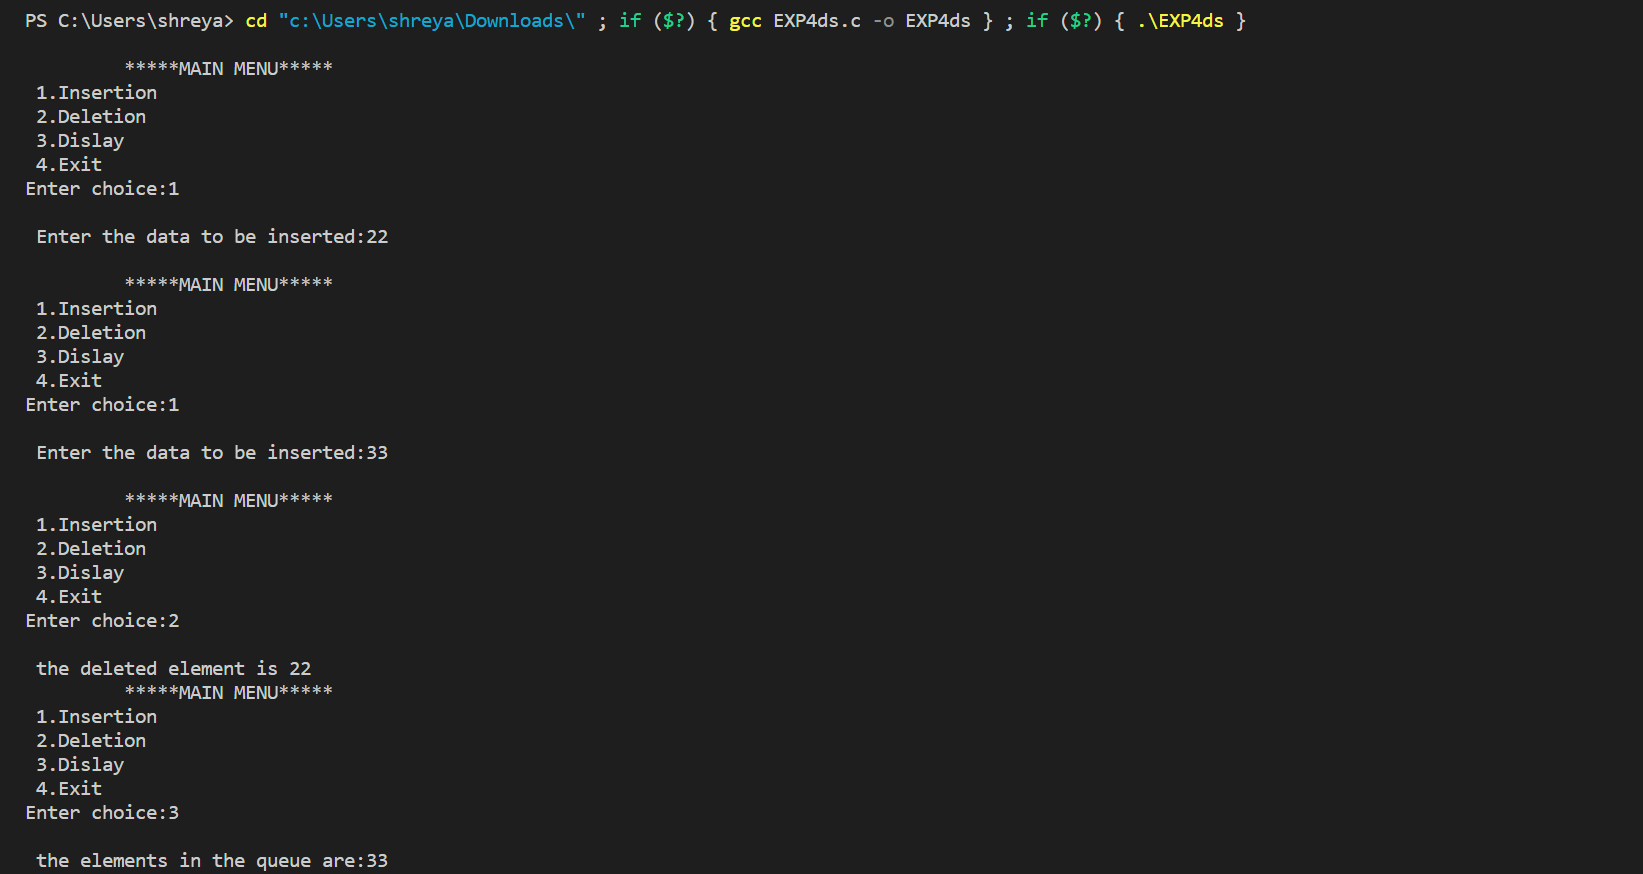 PS C:\Users\shreya> cd "c:\Users\shreya\Downloads\" ; if ($?) { gcc EXP4ds.c -o EXP4ds } ; if ($?) { .\EXP4ds }
*****MAIN MENU*****
1.Insertion
2.Deletion
3.Dislay
4.Exit
Enter choice:1
Enter the data to be inserted:22
*****MAIN MENU*****
1.Insertion
2.Deletion
3.Dislay
4.Exit
Enter choice:1
Enter the data to be inserted:33
*****MAIN MENU*****
1.Insertion
2.Deletion
3.Dislay
4.Exit
Enter choice:2
the deleted element is 22
*****MAIN MENU*****
1.Insertion
2.Deletion
3.Dislay
4.Exit
Enter choice:3
the elements in the queue are:33